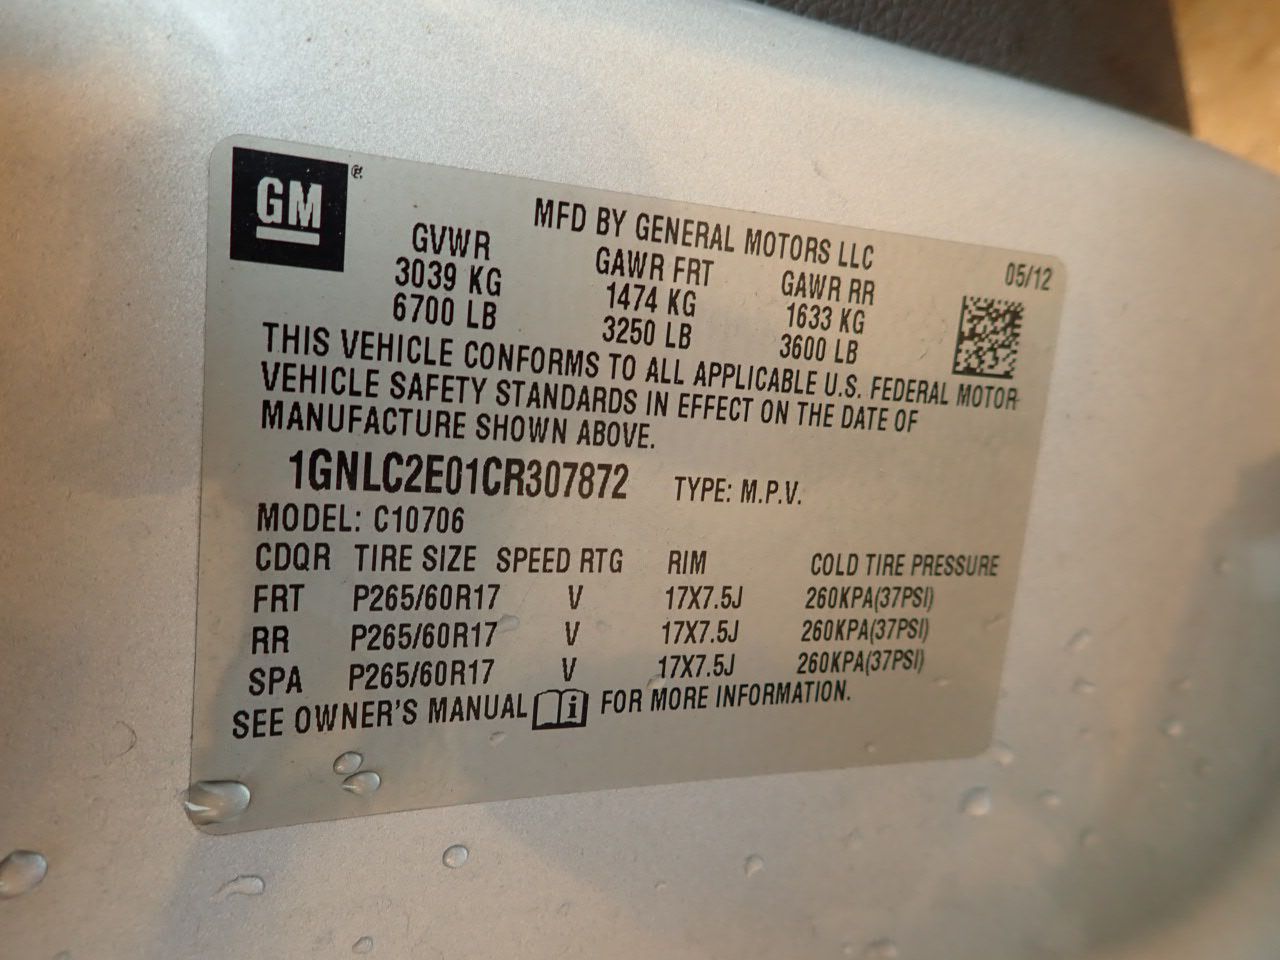 GM
MFD BY GENERAL MOTORS LLC
05/12
GVWR GAWR FRT GAWR RR
3039 KG 1474 KG 1633 KG
6700 LB 3250 LB 3600 LB
THIS VEHICLE CONFORMS TO ALL APPLICABLE U.S. FEDERAL MOTOR
VEHICLE SAFETY STANDARDS IN EFFECT ON THE DATE OF
MANUFACTURE SHOWN ABOVE.
1GNLC2E01CR307872 TYPE: M.P.V.
MODEL: C10706
CDQR TIRE SIZE SPEED RTG RIM COLD TIRE PRESSURE
FRT P265/60R17 V 17X7.5J 260KPA(37PSI)
RR P265/60R17 V 17X7.5J 260KPA(37PSI)
SPA P265/60R17 V 17X7.5J 260KPA(37PSI)
SEE OWNER'S MANUAL i FOR MORE INFORMATION.